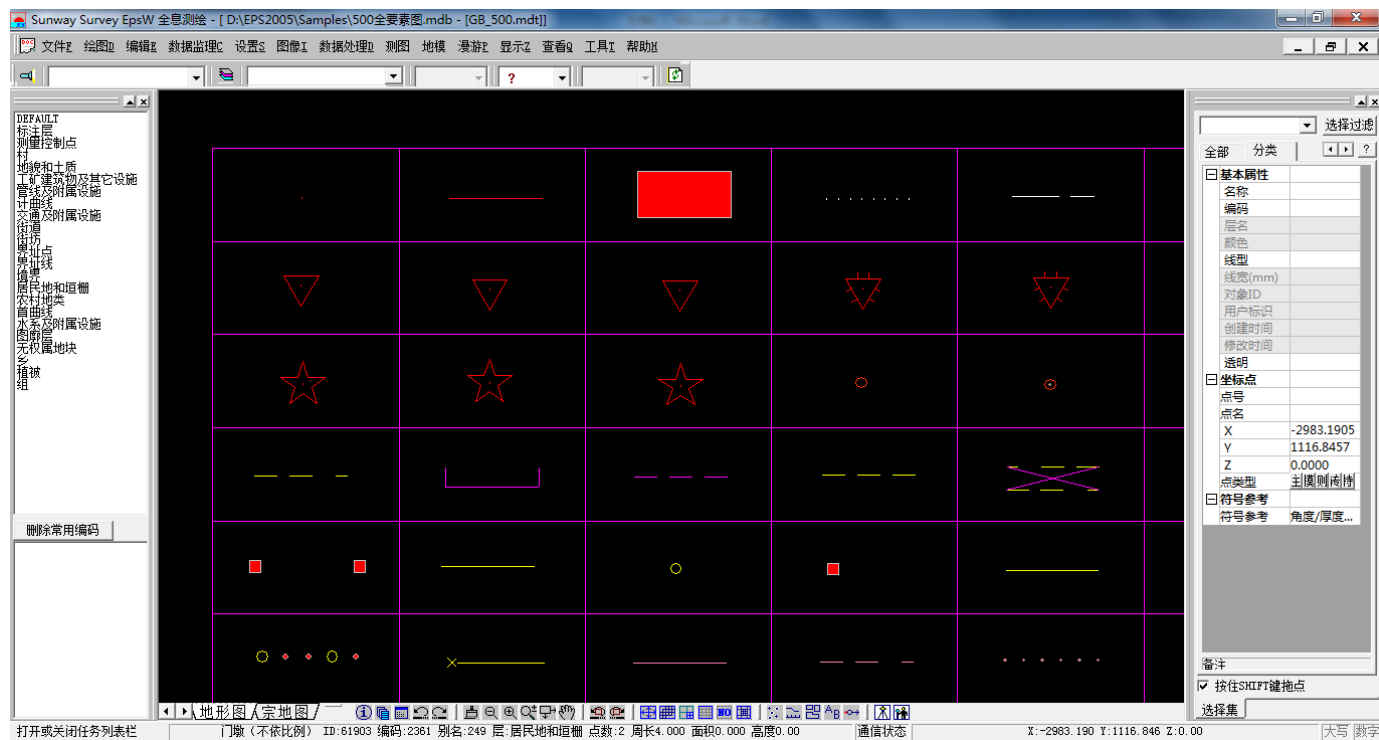 Sunway Survey EpsW 全息测绘 - [ D:\EPS2005\Samples\500全要素图.mdb - [GB_500.mdt]]
文件F 绘图D 编辑E 数据监理C 设置S 图像I 数据处理D 测图 地模 漫游P 显示Z 查看Q 工具T 帮助H
?
DEFAULT
标注层
测量控制点
村
地貌和土质
工矿建筑物及其它设施
管线及附属设施
计曲线
交通及附属设施
街道
街坊
界址点
界址线
境界
居民地和垣栅
农村地类
首曲线
水系及附属设施
图廓层
无权属地块
乡
植被
组
删除常用编码
选择过滤
全部 分类 ?
基本属性
名称
编码
层名
颜色
线型
线宽(mm)
对象ID
用户标识
创建时间
修改时间
透明
坐标点
点号
点名
X -2983.1905
Y 1116.8457
Z 0.0000
点类型
符号参考
符号参考 角度/厚度...
备注
按住SHIFT键拖点
选择集
地形图 宗地图
打开或关闭任务列表栏 门墩（不依比例） ID:61903 编码:2361 别名:249 层:居民地和垣栅 点数:2 周长4.000 面积0.000 高度0.00 通信状态 X:-2983.190 Y:1116.846 Z:0.00 大写 数字